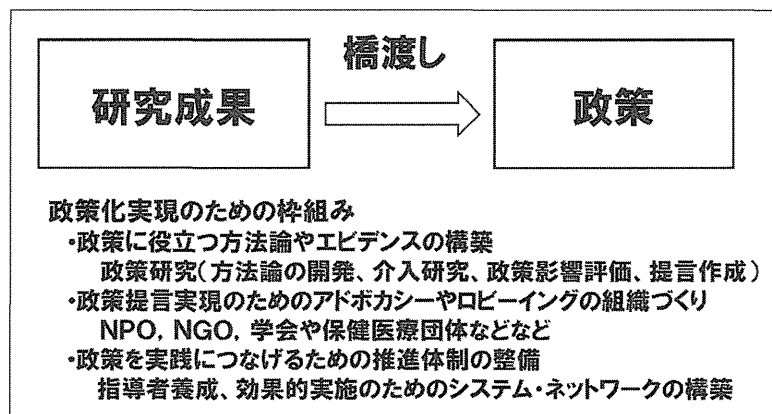 橋渡し
研究成果
政策
政策化実現のための枠組み
・政策に役立つ方法論やエビデンスの構築
政策研究(方法論の開発、介入研究、政策影響評価、提言作成)
・政策提言実現のためのアドボカシーやロビーイングの組織づくり
NPO, NGO, 学会や保健医療団体などなど
・政策を実践につなげるための推進体制の整備
指導者養成、効果的実施のためのシステム・ネットワークの構築